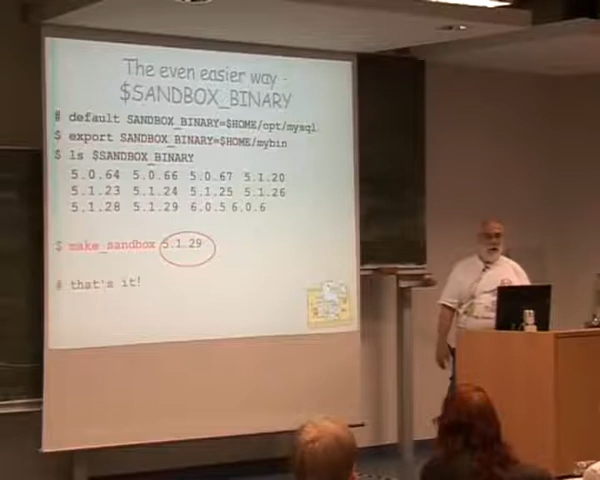 The even easier way -
$SANDBOX_BINARY
# default SANDBOX_BINARY=$HOME/opt/mysql
$ export SANDBOX_BINARY=$HOME/mybin
$ ls $SANDBOX_BINARY
5.0.64 5.0.66 5.0.67 5.1.20
5.1.23 5.1.24 5.1.25 5.1.26
5.1.28 5.1.29 6.0.5 6.0.6
$ make_sandbox 5.1.29
# that's it!